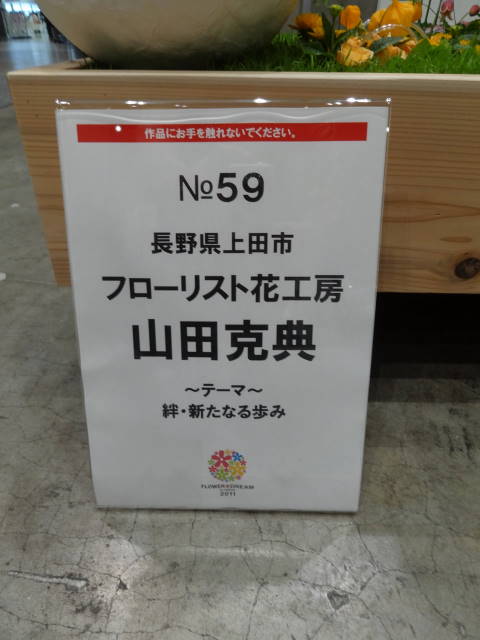 作品にお手を触れないでください。
№59
長野県上田市
フローリスト花工房
山田克典
～テーマ～
絆・新たなる歩み
FLOWER DREAM
2011